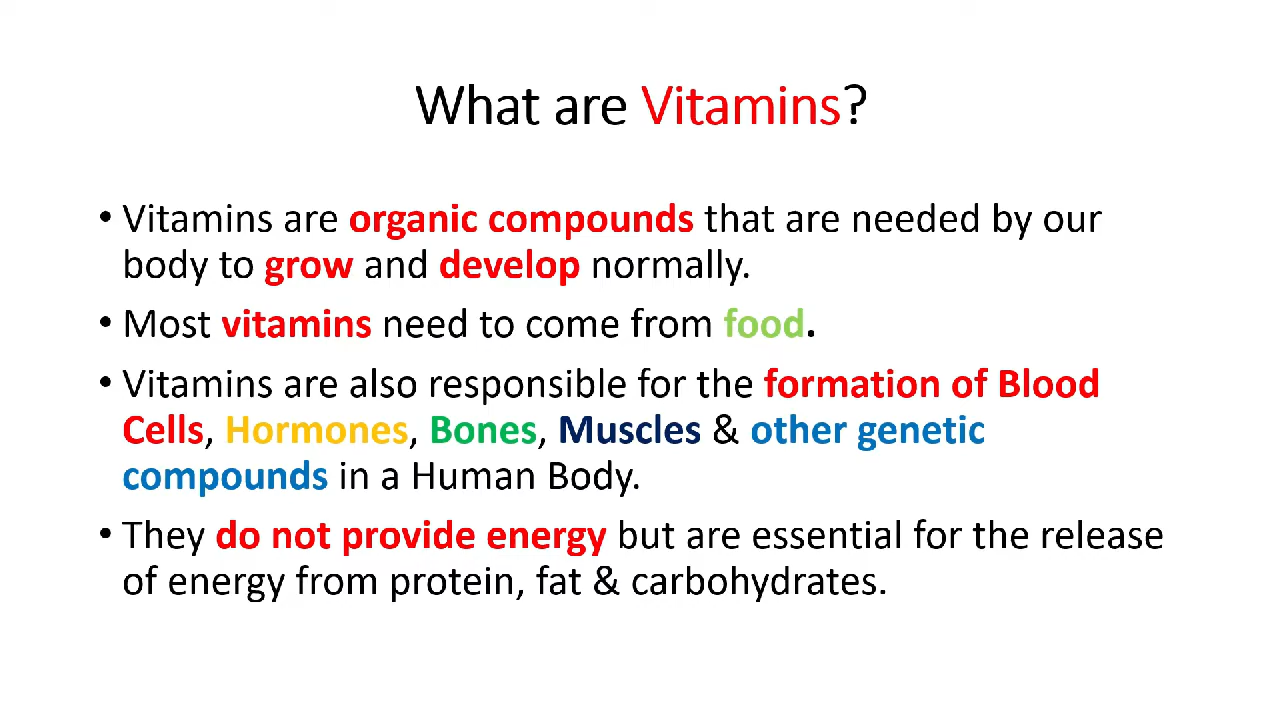 What are Vitamins?
• Vitamins are organic compounds that are needed by our
body to grow and develop normally.
• Most vitamins need to come from food.
• Vitamins are also responsible for the formation of Blood
Cells, Hormones, Bones, Muscles & other genetic
compounds in a Human Body.
• They do not provide energy but are essential for the release
of energy from protein, fat & carbohydrates.